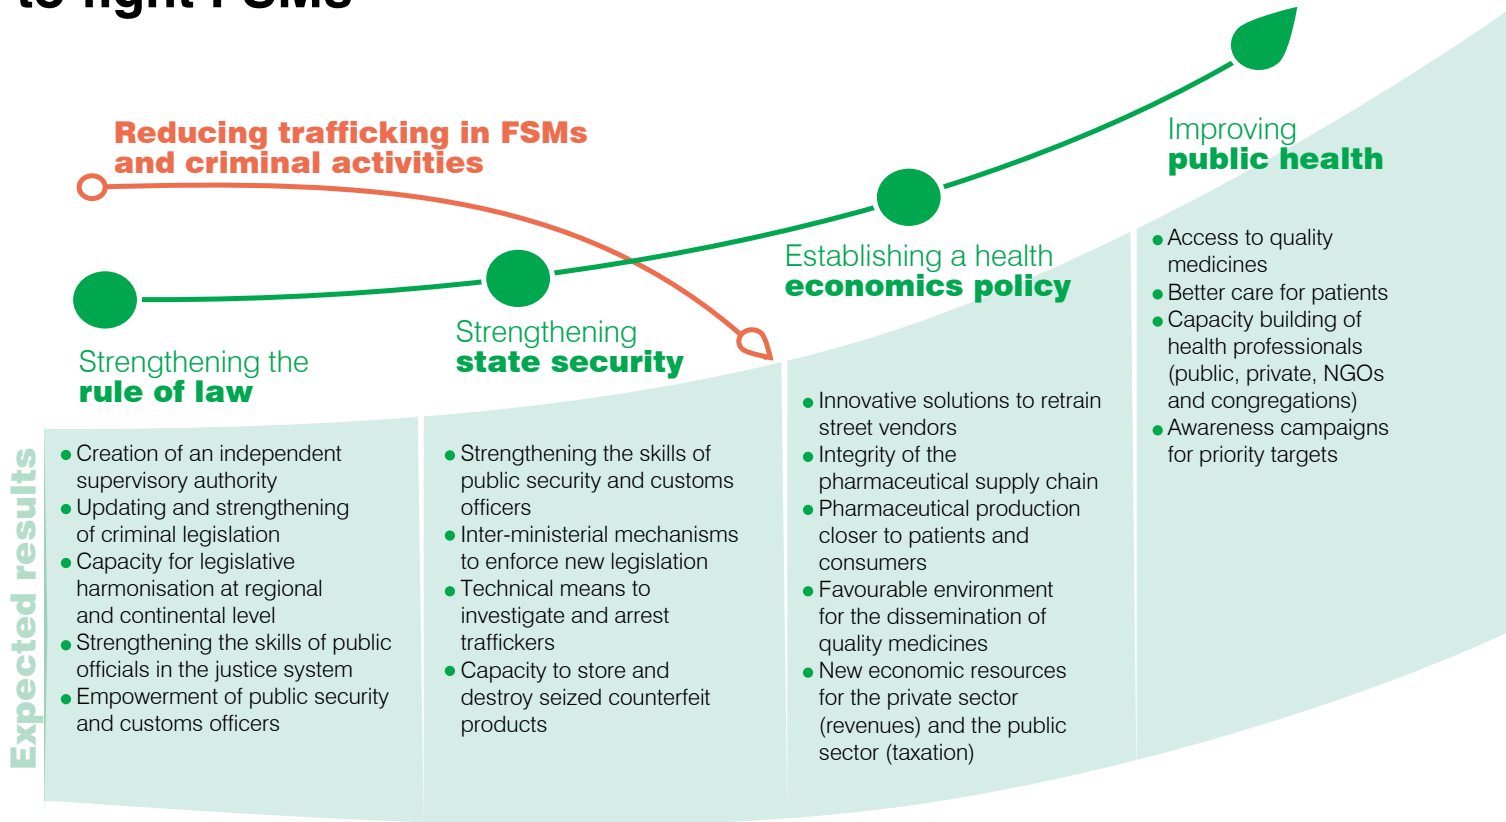 to fight FSMs
Reducing trafficking in FSMs
and criminal activities
Strengthening the
rule of law
Strengthening
state security
Establishing a health
economics policy
Improving
public health
Expected results
• Creation of an independent
supervisory authority
• Updating and strengthening
of criminal legislation
• Capacity for legislative
harmonisation at regional
and continental level
• Strengthening the skills of public
officials in the justice system
• Empowerment of public security
and customs officers
• Strengthening the skills of
public security and customs
officers
• Inter-ministerial mechanisms
to enforce new legislation
• Technical means to
investigate and arrest
traffickers
• Capacity to store and
destroy seized counterfeit
products
• Innovative solutions to retrain
street vendors
• Integrity of the
pharmaceutical supply chain
• Pharmaceutical production
closer to patients and
consumers
• Favourable environment
for the dissemination of
quality medicines
• New economic resources
for the private sector
(revenues) and the public
sector (taxation)
• Access to quality
medicines
• Better care for patients
• Capacity building of
health professionals
(public, private, NGOs
and congregations)
• Awareness campaigns
for priority targets